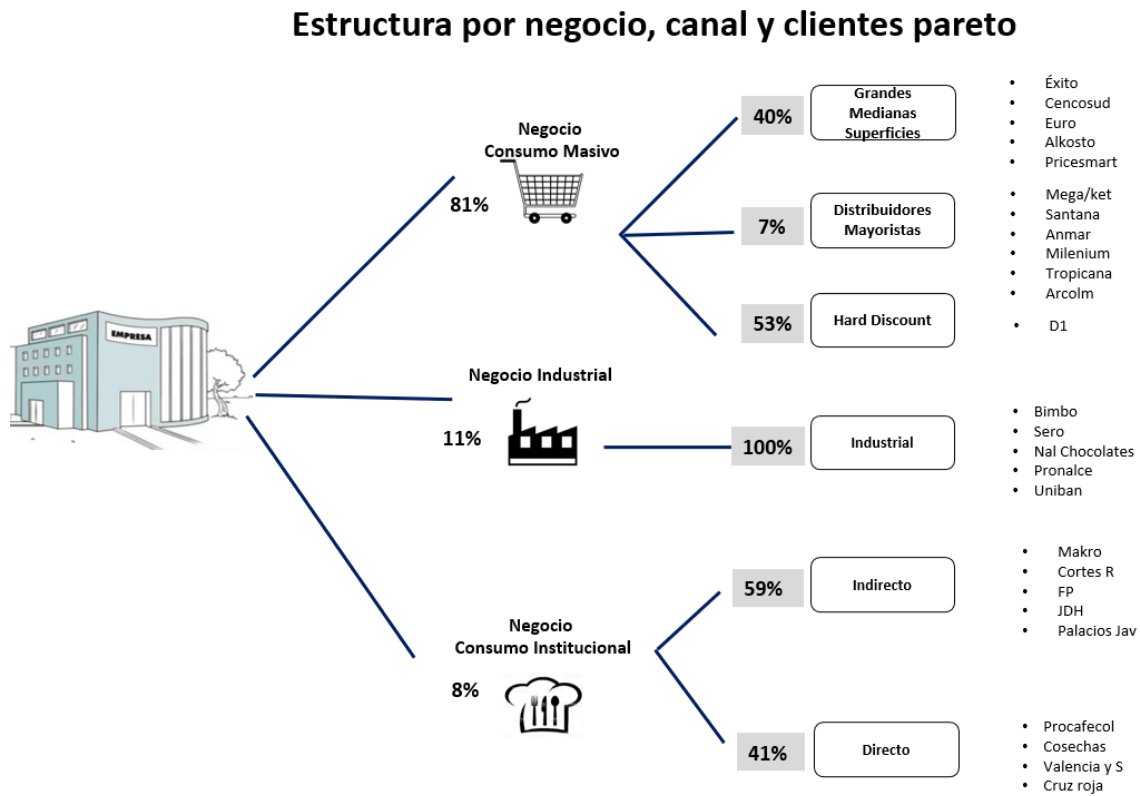 Estructura por negocio, canal y clientes pareto
EMPRESA
Negocio
Consumo Masivo
81%
40%
Grandes
Medianas
Superficies
• Éxito
• Cencosud
• Euro
• Alkosto
• Pricesmart
7%
Distribuidores
Mayoristas
• Mega/ket
• Santana
• Anmar
• Milenium
• Tropicana
• Arcolm
53%
Hard Discount
• D1
Negocio Industrial
11%
100%
Industrial
• Bimbo
• Sero
• Nal Chocolates
• Pronalce
• Uniban
Negocio
Consumo Institucional
8%
59%
Indirecto
• Makro
• Cortes R
• FP
• JDH
• Palacios Jav
41%
Directo
• Procafecol
• Cosechas
• Valencia y S
• Cruz roja